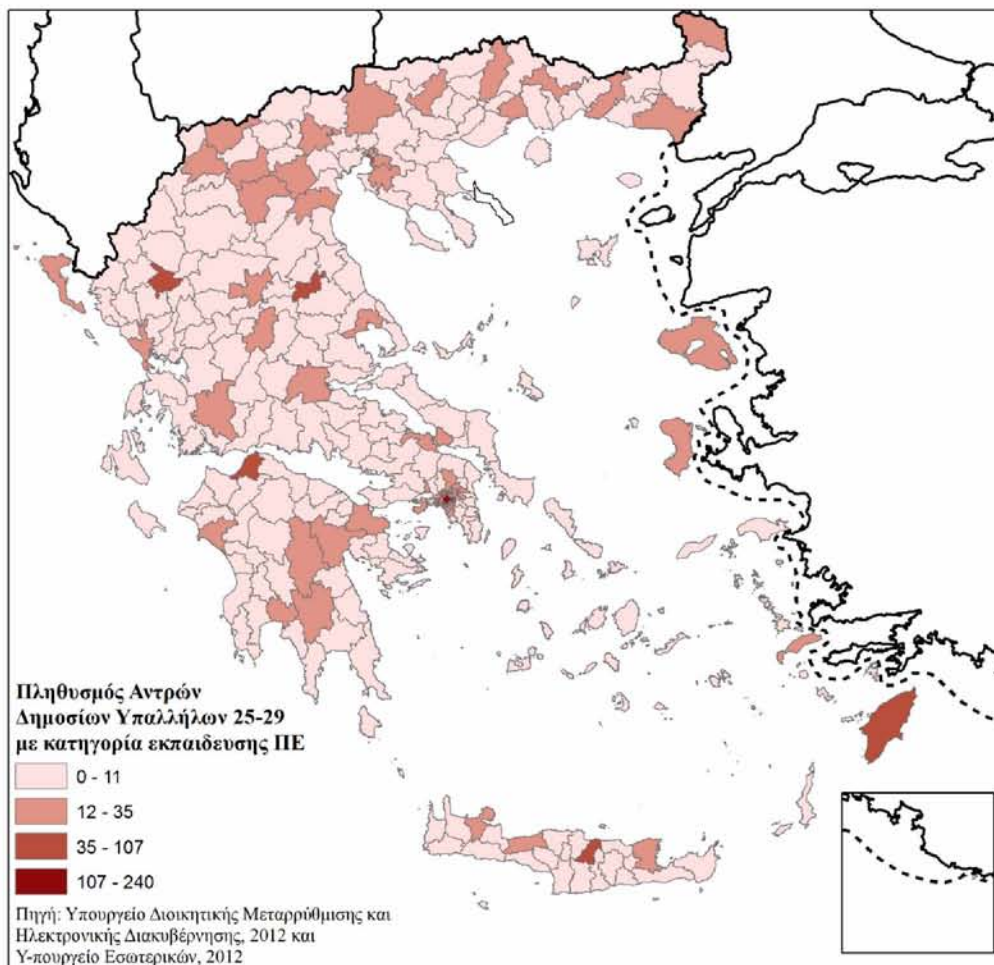 Πληθυσμός Αντρών
Δημοσίων Υπαλλήλων 25-29
με κατηγορία εκπαιδευσης ΠΕ
0 - 11
12 - 35
35 - 107
107 - 240
Πηγή: Υπουργείο Διοικητικής Μεταρρύθμισης και
Ηλεκτρονικής Διακυβέρνησης, 2012 και
Υ-πουργείο Εσωτερικών, 2012